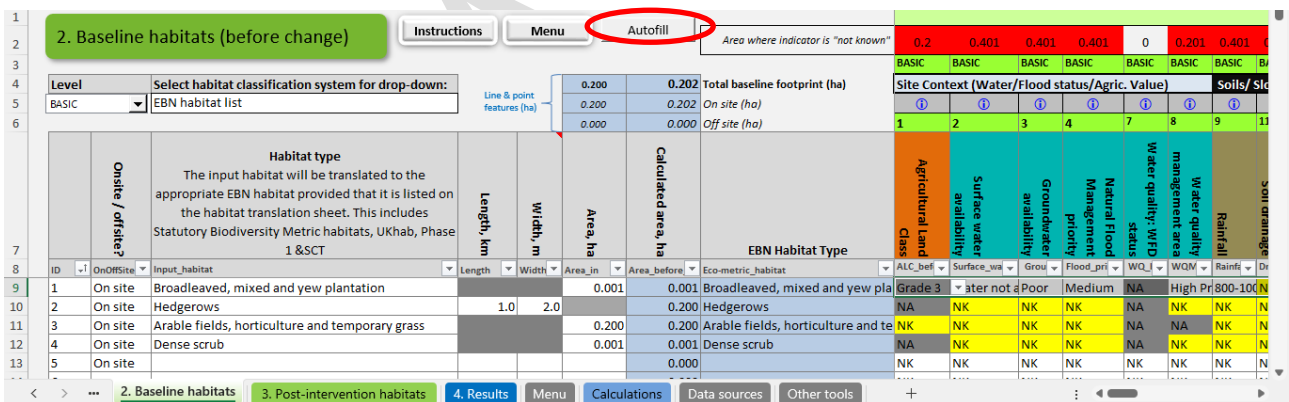 1
2. Baseline habitats (before change)
Instructions
Menu
Autofill
2
Area where indicator is "not known"
0.2 0.401 0.401 0.401 0 0.201 0.401
3
BASIC BASIC BASIC BASIC BASIC BASIC BASIC
4 Level Select habitat classification system for drop-down: 0.200 0.202 Total baseline footprint (ha) Site Context (Water/Flood status/Agric. Value) Soils/
Line & point
features (ha)
5 BASIC EBN habitat list 0.200 0.202 On site (ha)
6 0.000 0.000 Off site (ha) 1 2 3 4 7 8 9 11
7
Onsite / offsite?
Habitat type
The input habitat will be translated to the
appropriate EBN habitat provided that it is listed on
the habitat translation sheet. This includes
Statutory Biodiversity Metric habitats, UKhab, Phase
1 &SCT
Length, km
Width, m
Area, ha
Calculated area, ha
EBN Habitat Type
Agricultural Land
Class
Surface water
availability
Groundwater
availability
Natural Flood
Management
priority
Water quality: WFD
status
Water quality
management area
Rainfall
Soil drainage
8 ID OnOffSite Input_habitat Length Width Area_in Area_before Eco-metric_habitat ALC_bef Surface_wa Grou Flood_pri WQ_ WQM Rainfa Dr
9 1 On site Broadleaved, mixed and yew plantation 0.001 0.001 Broadleaved, mixed and yew pla Grade 3 ater not a Poor Medium NA High Pr 800-100 N
10 2 On site Hedgerows 1.0 2.0 0.200 Hedgerows NA NK NK NK NA NK NK N
11 3 On site Arable fields, horticulture and temporary grass 0.200 0.200 Arable fields, horticulture and te NK NK NK NK NA NA NK N
12 4 On site Dense scrub 0.001 0.001 Dense scrub NA NK NK NK NA NK NK N
13 5 On site 0.000 NK NK NK NK NK NK NK N
... 2. Baseline habitats 3. Post-intervention habitats 4. Results Menu Calculations Data sources Other tools +